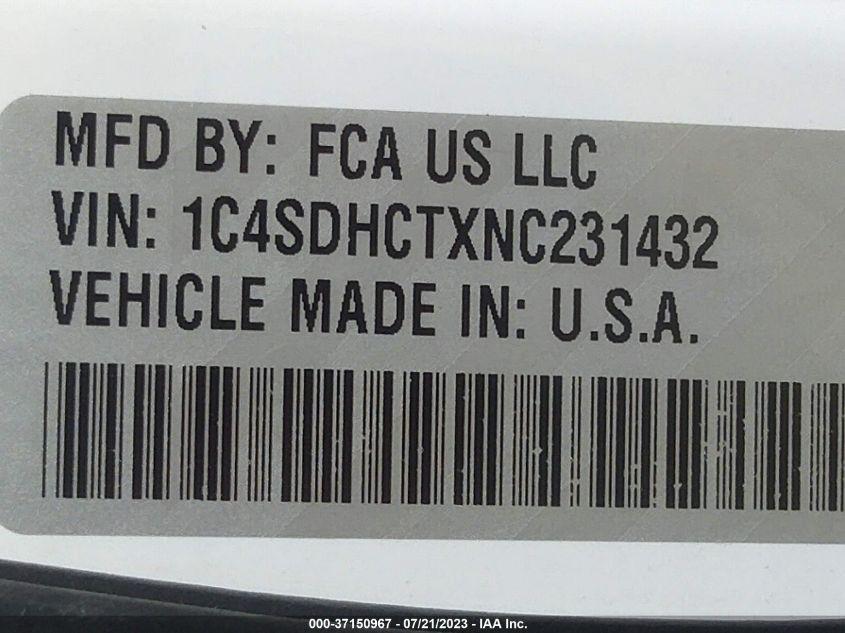 MFD BY: FCA US LLC
VIN: 1C4SDHCTXNC231432
VEHICLE MADE IN: U.S.A.
000-37150967 - 07/21/2023 - IAA Inc.